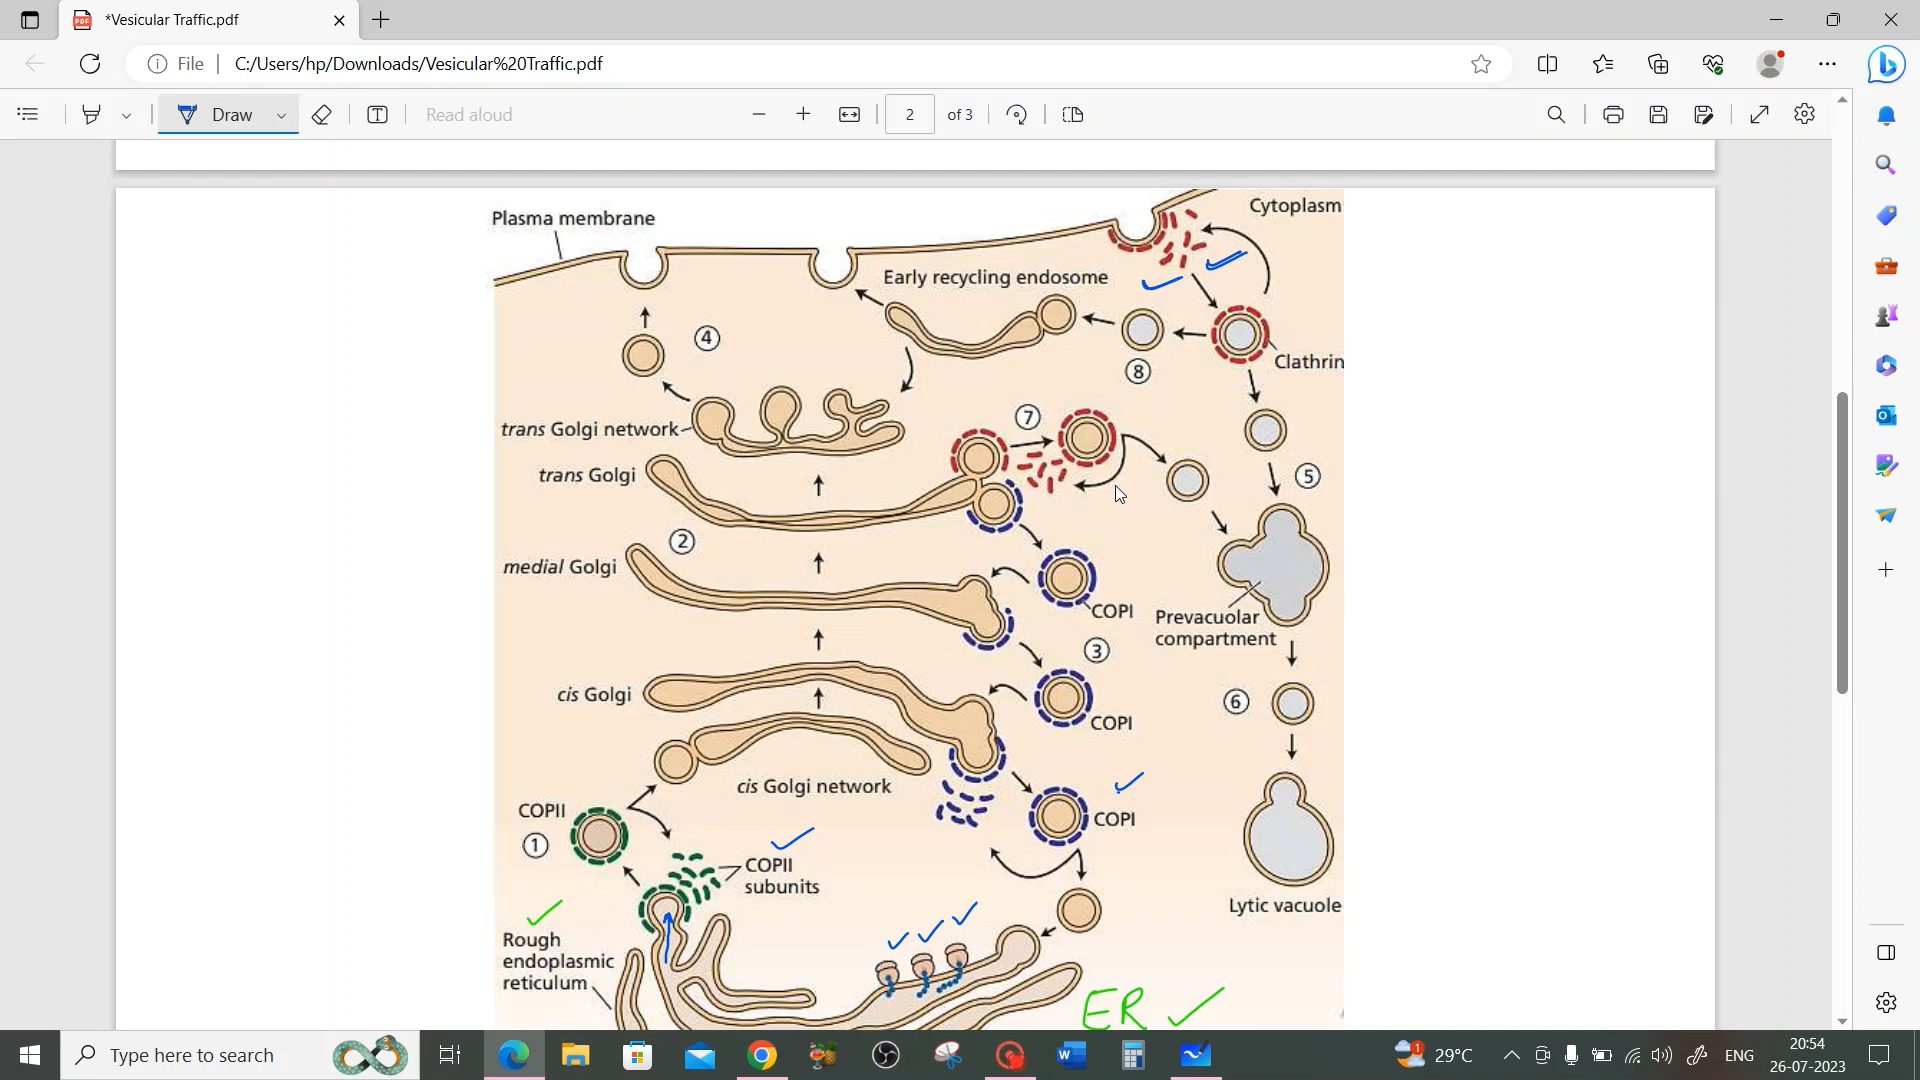 *Vesicular Traffic.pdf
File
C:/Users/hp/Downloads/Vesicular%20Traffic.pdf
Draw
Read aloud
2
of 3
Plasma membrane
Cytoplasm
Early recycling endosome
4
Clathrin
8
7
trans Golgi network
trans Golgi
5
2
medial Golgi
COPI
Prevacuolar
compartment
3
cis Golgi
6
COPI
cis Golgi network
COPII
COPI
1
COPII
subunits
Lytic vacuole
Rough
endoplasmic
reticulum
ER
Type here to search
29°C
ENG
20:54
26-07-2023